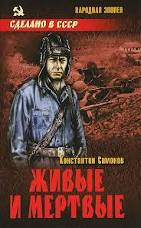 НАРОДНАЯ ЭПОПЕЯ
СДЕЛАНО В СССР
Константин Симонов
ЖИВЫЕ
И МЕРТВЫЕ